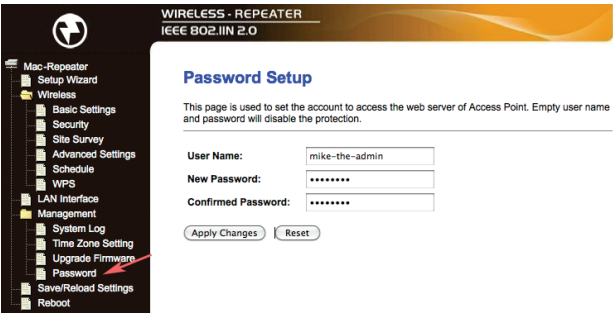 WIRELESS - REPEATER
IEEE 802.11N 2.0
Mac-Repeater
Setup Wizard
Wireless
Basic Settings
Security
Site Survey
Advanced Settings
Schedule
WPS
LAN Interface
Management
System Log
Time Zone Setting
Upgrade Firmware
Password
Save/Reload Settings
Reboot
Password Setup
This page is used to set the account to access the web server of Access Point. Empty user name
and password will disable the protection.
User Name: mike-the-admin
New Password: ••••••••
Confirmed Password: ••••••••
Apply Changes Reset